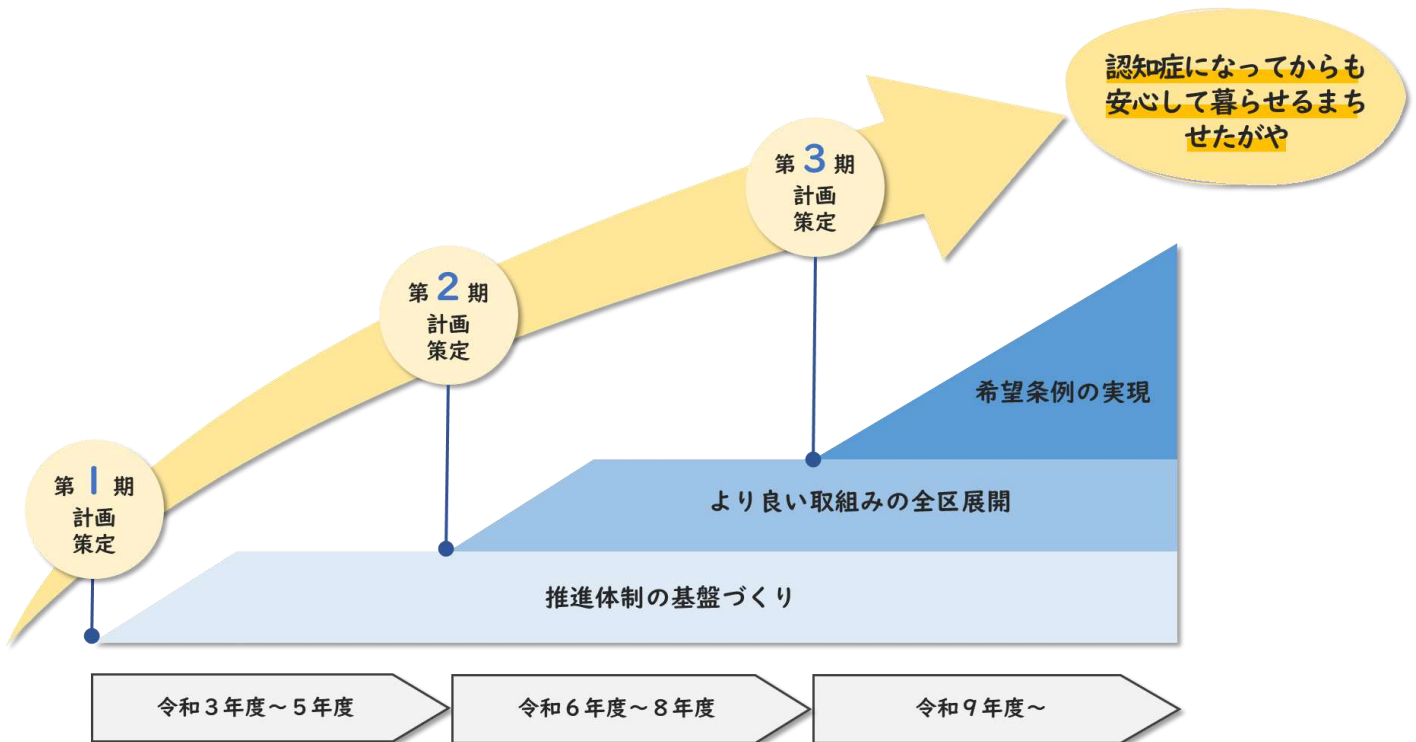 認知症になってからも
安心して暮らせるまち
せたがや
第3期
計画
策定
第2期
計画
策定
第1期
計画
策定
希望条例の実現
より良い取組みの全区展開
推進体制の基盤づくり
令和3年度～5年度
令和6年度～8年度
令和9年度～